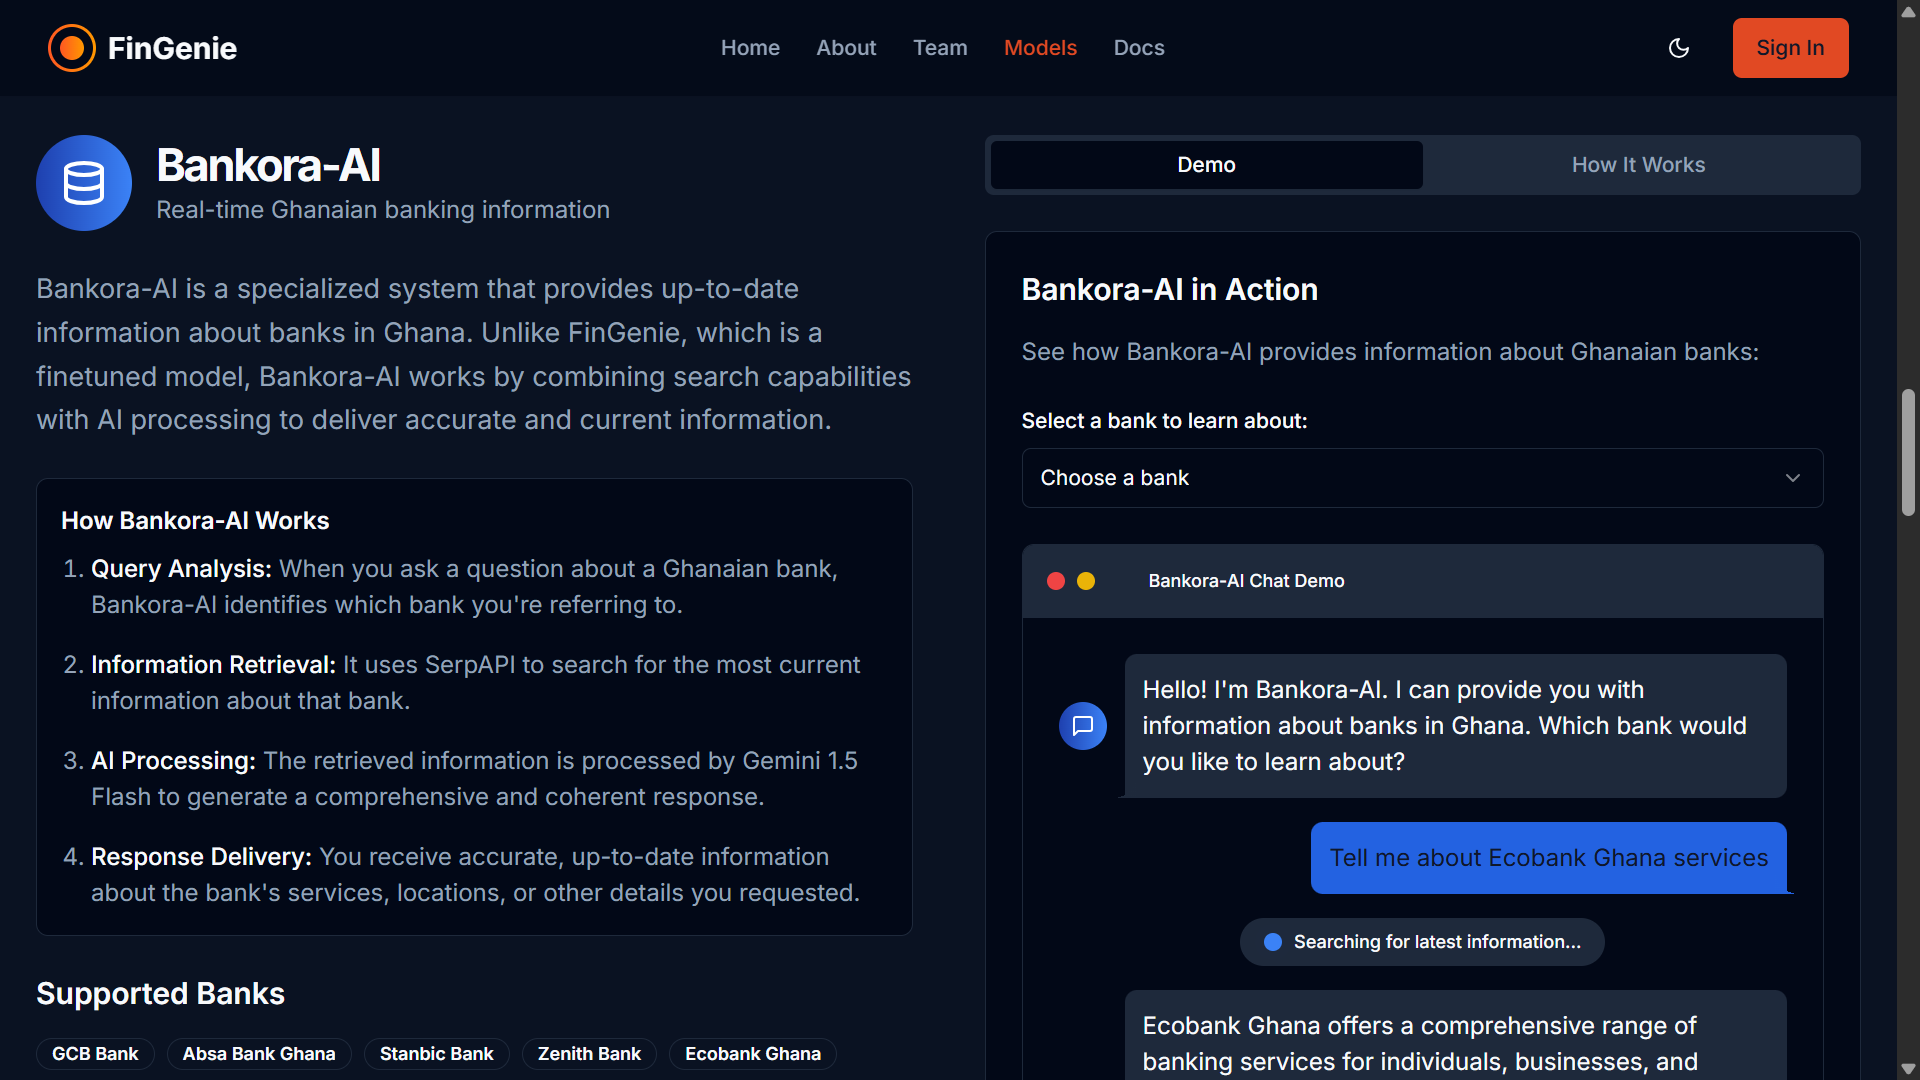 FinGenie
Home About Team Models Docs
Sign In
Bankora-AI
Real-time Ghanaian banking information
Bankora-AI is a specialized system that provides up-to-date
information about banks in Ghana. Unlike FinGenie, which is a
finetuned model, Bankora-AI works by combining search capabilities
with AI processing to deliver accurate and current information.
How Bankora-AI Works
1. Query Analysis: When you ask a question about a Ghanaian bank,
Bankora-AI identifies which bank you're referring to.
2. Information Retrieval: It uses SerpAPI to search for the most current
information about that bank.
3. AI Processing: The retrieved information is processed by Gemini 1.5
Flash to generate a comprehensive and coherent response.
4. Response Delivery: You receive accurate, up-to-date information
about the bank's services, locations, or other details you requested.
Supported Banks
GCB Bank Absa Bank Ghana Stanbic Bank Zenith Bank Ecobank Ghana
Demo How It Works
Bankora-AI in Action
See how Bankora-AI provides information about Ghanaian banks:
Select a bank to learn about:
Choose a bank
Bankora-AI Chat Demo
Hello! I'm Bankora-AI. I can provide you with
information about banks in Ghana. Which bank would
you like to learn about?
Tell me about Ecobank Ghana services
Searching for latest information...
Ecobank Ghana offers a comprehensive range of
banking services for individuals, businesses, and